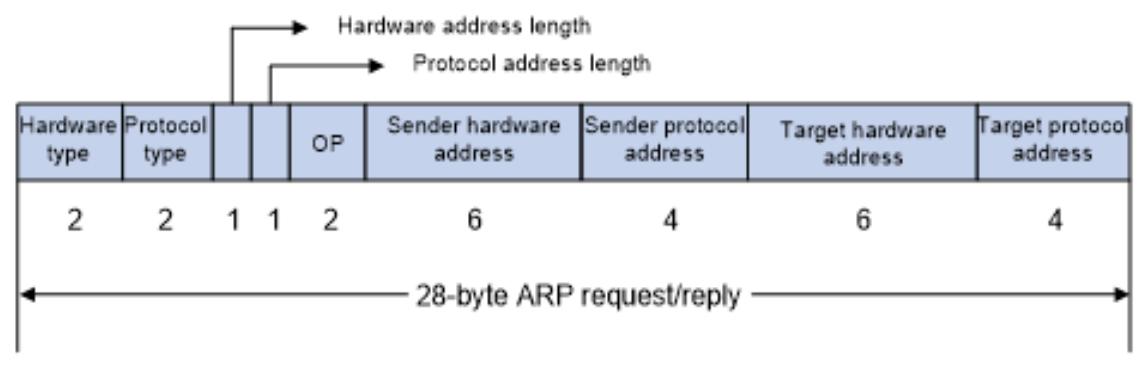 Hardware address length
Protocol address length
Hardware type
Protocol type
OP
Sender hardware address
Sender protocol address
Target hardware address
Target protocol address
2 2 1 1 2 6 4 6 4
28-byte ARP request/reply